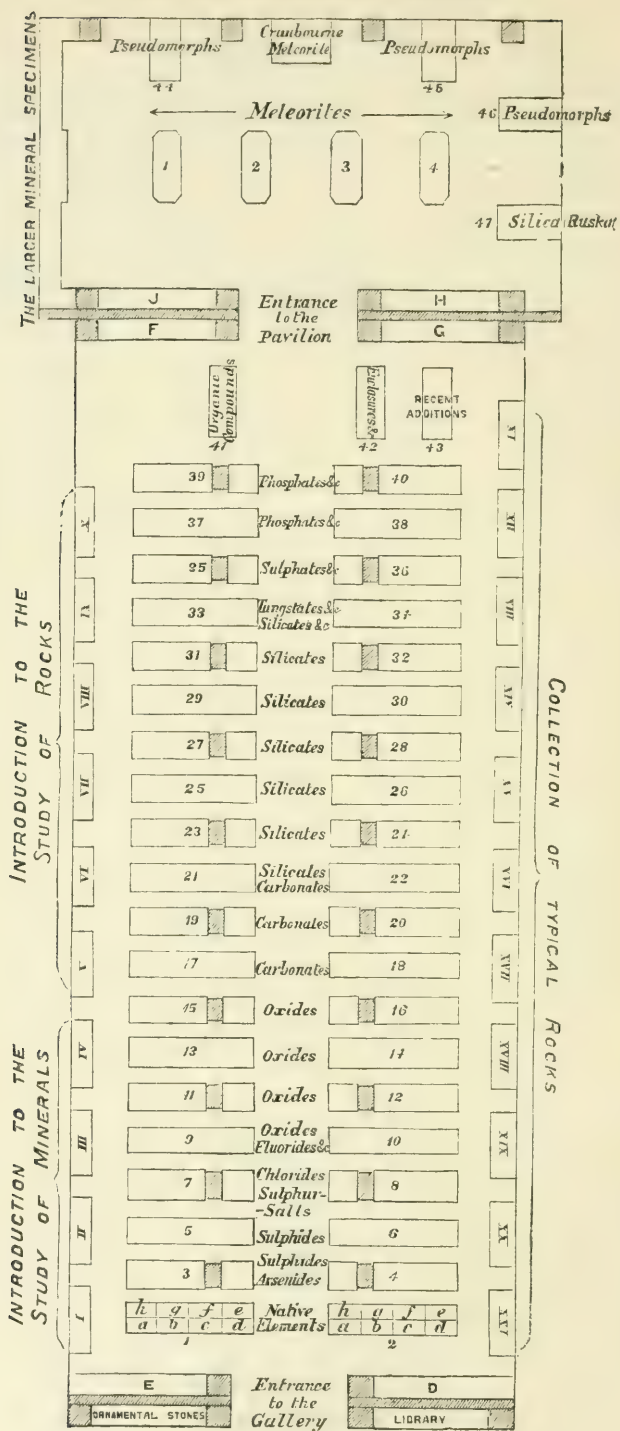 THE LARGER MINERAL SPECIMENS
Pseudomorphs
44
Cranbourne
Meteorite
Pseudomorphs
45
Meteorites
46 Pseudomorphs
1
2
3
4
47 Silica Ruskin
J
H
Entrance
to the
Pavilion
F
G
Organic
Compounds
41
Enclosures &c
42
RECENT
ADDITIONS
43
XI
39 Phosphates &c 40
X
37 Phosphates &c 38
XII
35 Sulphates &c 36
IX
33 Tungstates &c
Silicates &c 34
XIII
31 Silicates 32
VIII
29 Silicates 30
XIV
27 Silicates 28
VII
25 Silicates 26
XV
23 Silicates 24
VI
21 Silicates
Carbonates 22
XVI
19 Carbonates 20
V
17 Carbonates 18
XVII
15 Oxides 16
IV
13 Oxides 14
XVIII
11 Oxides 12
III
9 Oxides
Fluorides &c 10
XIX
7 Chlorides
Sulphur-
-Salts 8
II
5 Sulphides 6
XX
3 Sulphides
Arsenides 4
I
h g f e Native h g f e
a b c d Elements a b c d
1
2
XXI
INTRODUCTION TO THE
STUDY OF ROCKS
INTRODUCTION TO THE
STUDY OF MINERALS
COLLECTION OF TYPICAL ROCKS
E
D
Entrance
to the
Gallery
ORNAMENTAL STONES
LIBRARY